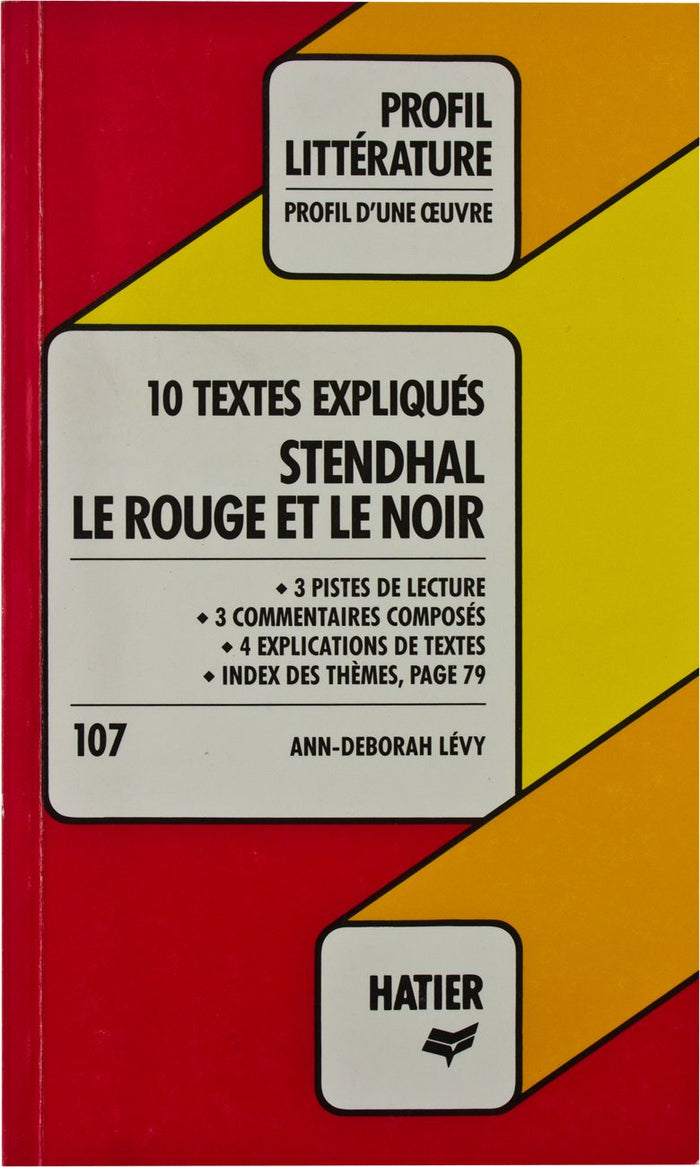 PROFIL
LITTÉRATURE
PROFIL D'UNE ŒUVRE
10 TEXTES EXPLIQUÉS
STENDHAL
LE ROUGE ET LE NOIR
◆ 3 PISTES DE LECTURE
◆ 3 COMMENTAIRES COMPOSÉS
◆ 4 EXPLICATIONS DE TEXTES
◆ INDEX DES THÈMES, PAGE 79
107 ANN-DEBORAH LÉVY
HATIER